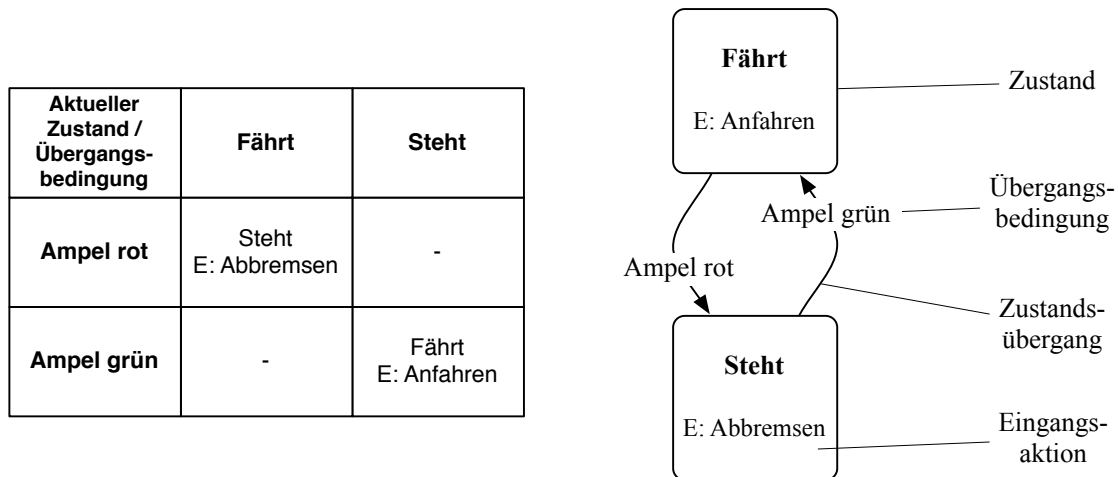 Aktueller
Zustand /
Übergangs-
bedingung
Fährt
Steht
Ampel rot
Steht
E: Abbremsen
-
Ampel grün
-
Fährt
E: Anfahren
Fährt
E: Anfahren
Zustand
Ampel grün
Übergangs-
bedingung
Ampel rot
Zustands-
übergang
Steht
E: Abbremsen
Eingangs-
aktion